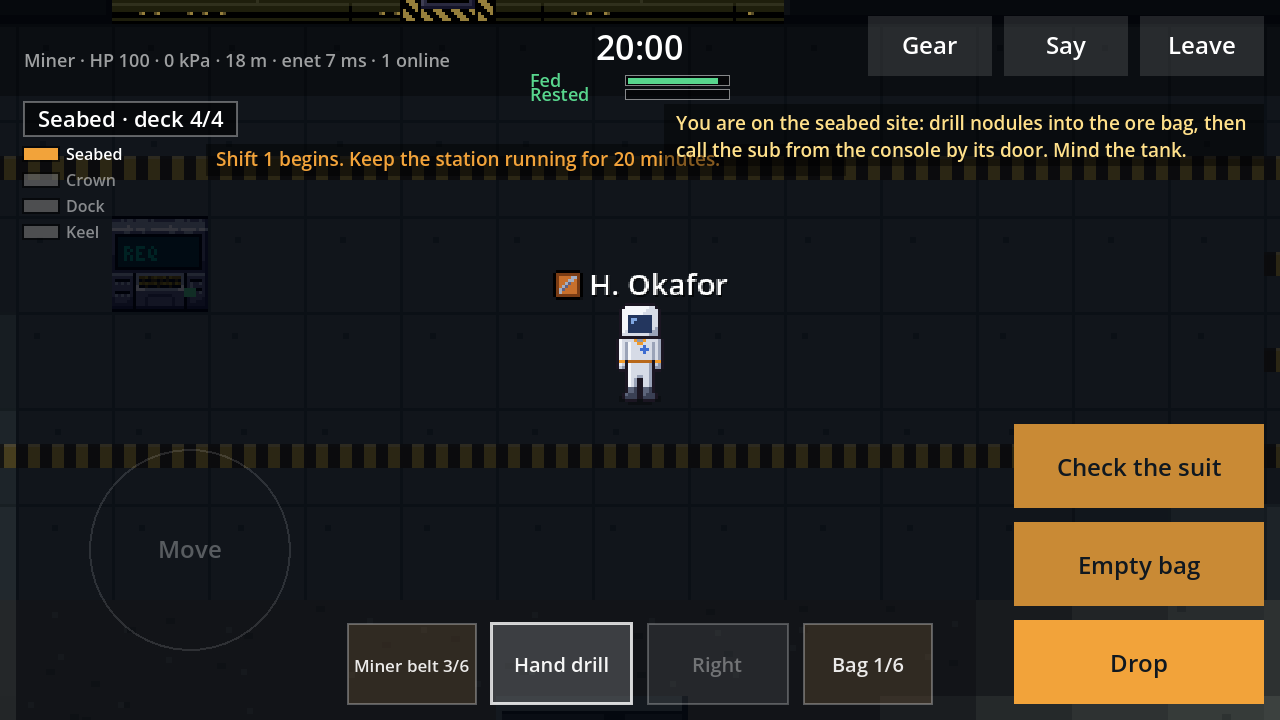 Miner · HP 100 · 0 kPa · 18 m · enet 7 ms · 1 online
20:00
Fed
Rested
Gear
Say
Leave
Seabed · deck 4/4
Seabed
Crown
Dock
Keel
Shift 1 begins. Keep the station running for 20 minutes.
You are on the seabed site: drill nodules into the ore bag, then
call the sub from the console by its door. Mind the tank.
REQ
H. Okafor
Move
Check the suit
Empty bag
Drop
Miner belt 3/6
Hand drill
Right
Bag 1/6